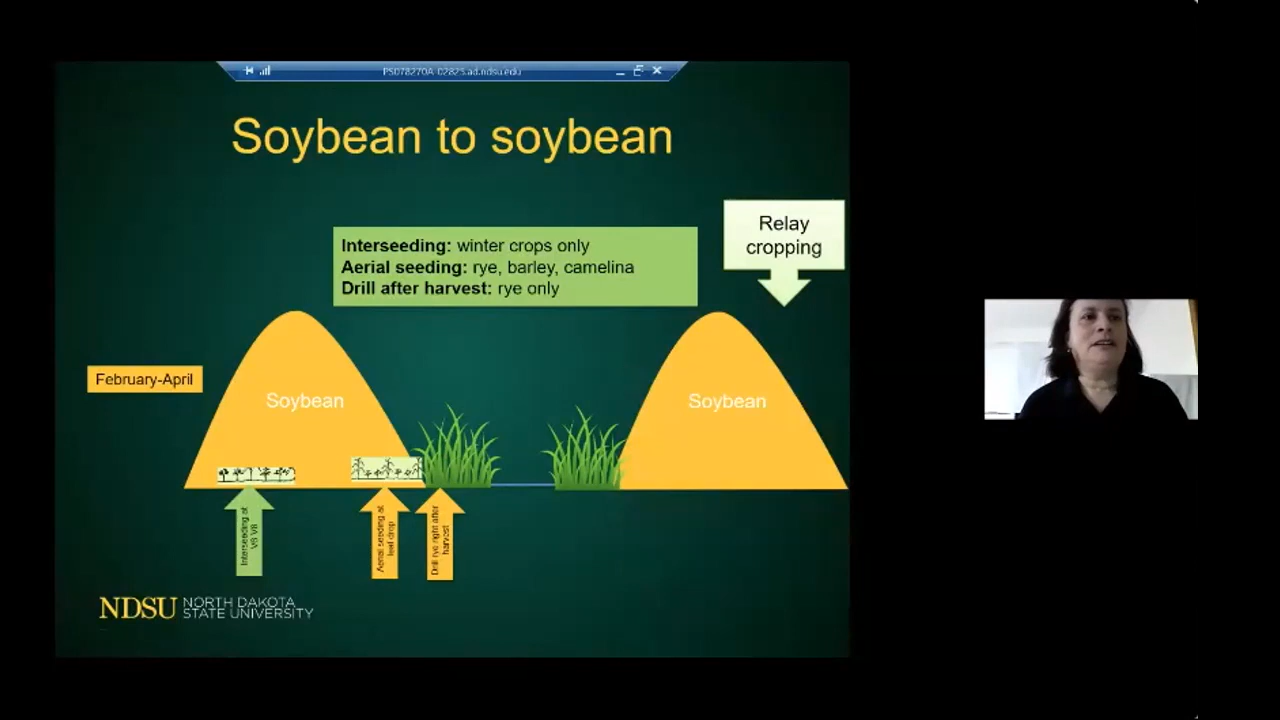 PS078270A-02825.ad.ndsu.edu
Soybean to soybean
Relay
cropping
Interseeding: winter crops only
Aerial seeding: rye, barley, camelina
Drill after harvest: rye only
February-April
Soybean
Soybean
Interseeding at
Aerial seeding at
leaf drop
Drill rye right after
harvest
NDSU NORTH DAKOTA
STATE UNIVERSITY